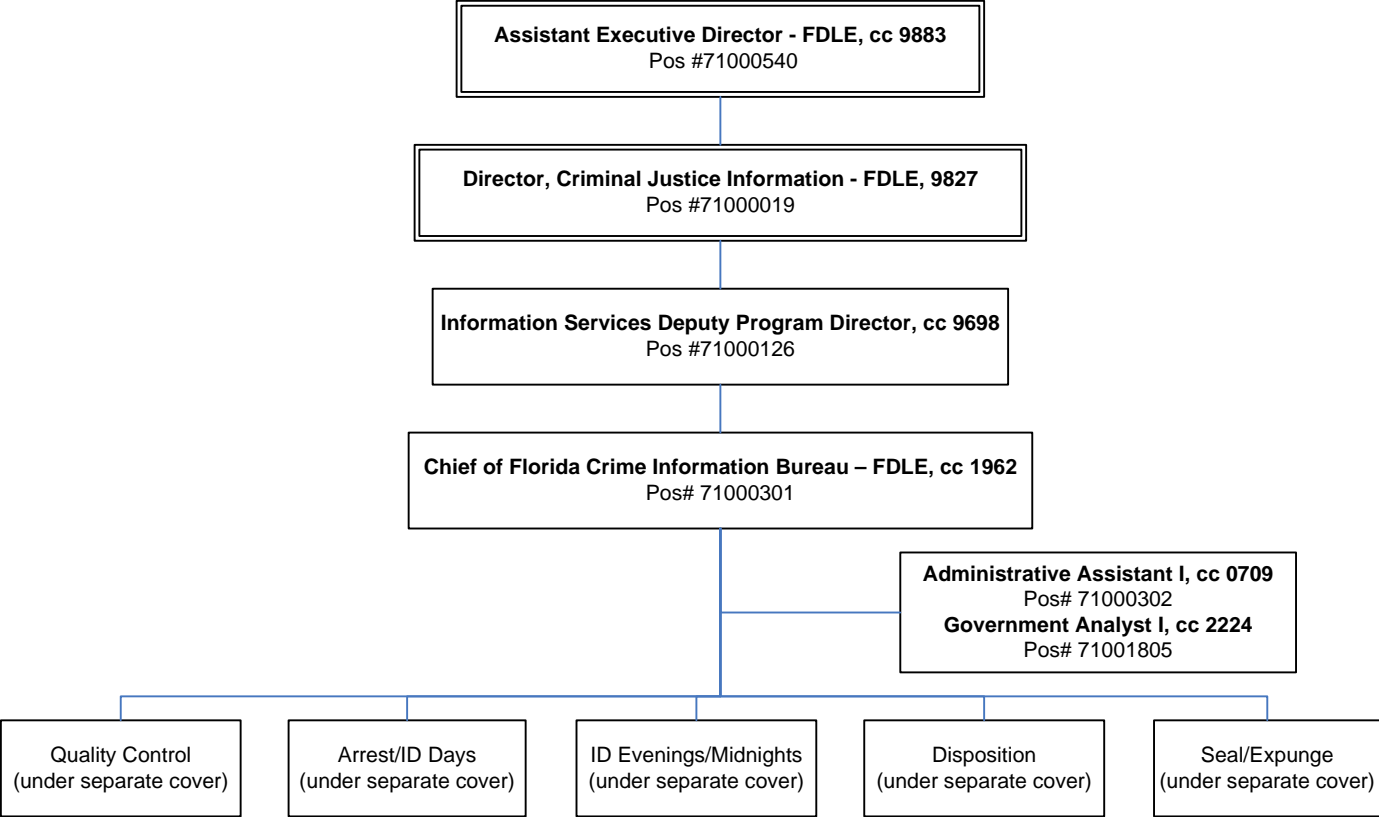 Assistant Executive Director - FDLE, cc 9883
Pos #71000540
Director, Criminal Justice Information - FDLE, 9827
Pos #71000019
Information Services Deputy Program Director, cc 9698
Pos #71000126
Chief of Florida Crime Information Bureau – FDLE, cc 1962
Pos# 71000301
Administrative Assistant I, cc 0709
Pos# 71000302
Government Analyst I, cc 2224
Pos# 71001805
Quality Control
(under separate cover)
Arrest/ID Days
(under separate cover)
ID Evenings/Midnights
(under separate cover)
Disposition
(under separate cover)
Seal/Expunge
(under separate cover)